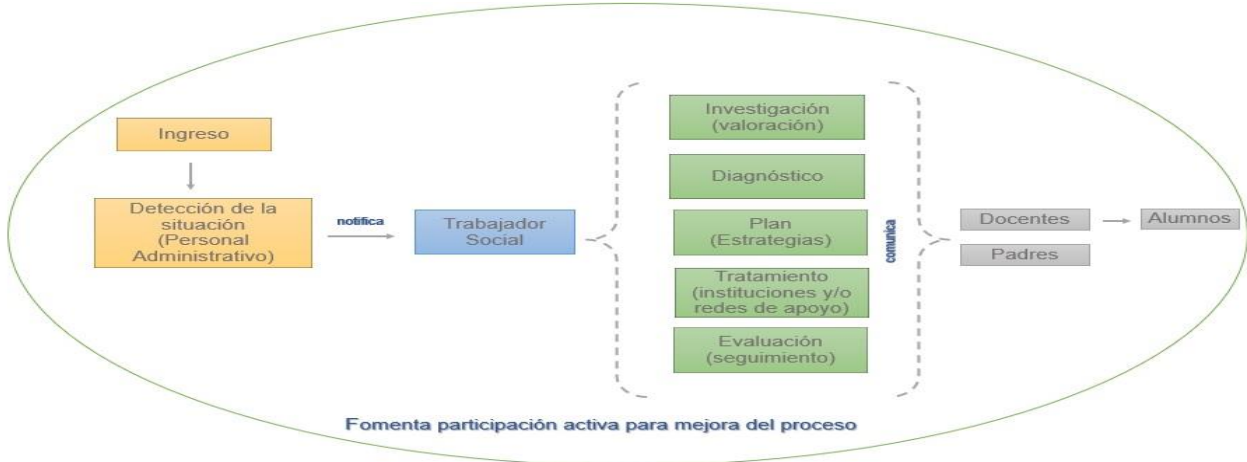 Ingreso
Detección de la
situación
(Personal
Administrativo)
notifica
Trabajador
Social
Investigación
(valoración)
Diagnóstico
Plan
(Estrategias)
Tratamiento
(instituciones y/o
redes de apoyo)
Evaluación
(seguimiento)
comunica
Docentes
Alumnos
Padres
Fomenta participación activa para mejora del proceso